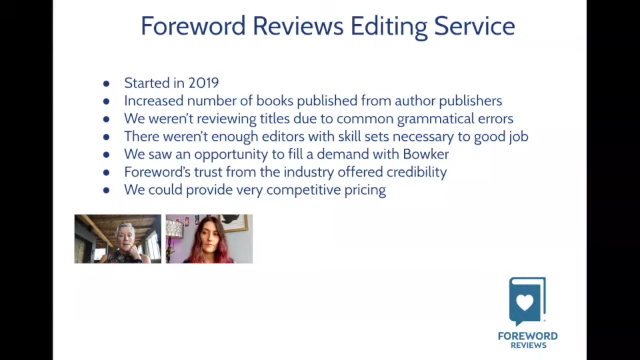 Foreword Reviews Editing Service
● Started in 2019
● Increased number of books published from author publishers
● We weren't reviewing titles due to common grammatical errors
● There weren't enough editors with skill sets necessary to good job
● We saw an opportunity to fill a demand with Bowker
● Foreword's trust from the industry offered credibility
● We could provide very competitive pricing
FOREWORD
REVIEWS